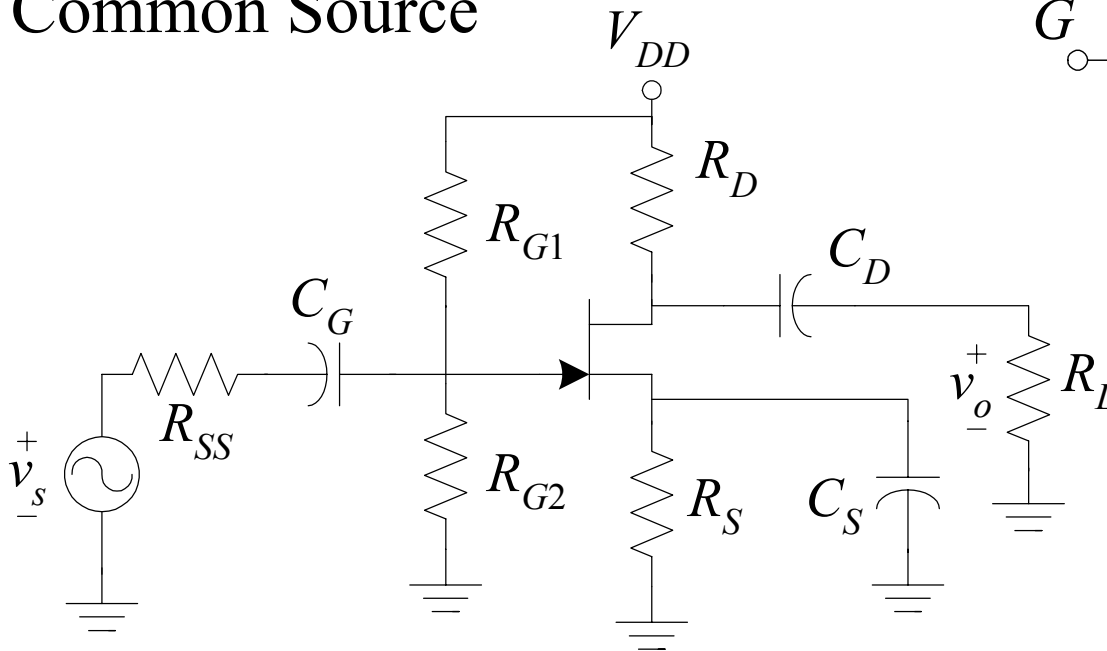 Common Source
V_DD
G
R_D
R_G1
C_D
C_G
+
v_o
−
R_SS
+
v_s
−
R_G2
R_S
C_S